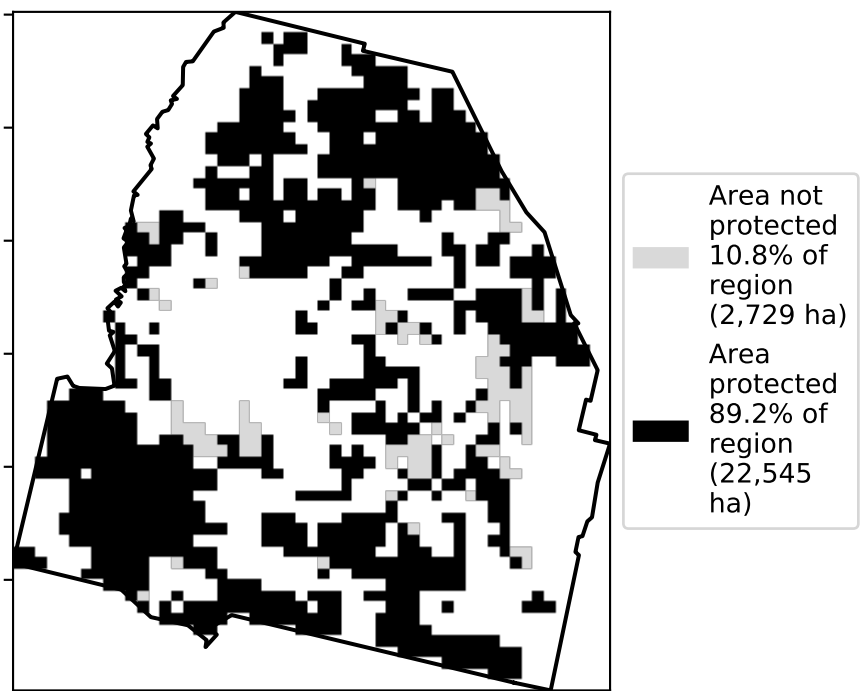 Area not
protected
10.8% of
region
(2,729 ha)
Area
protected
89.2% of
region
(22,545
ha)